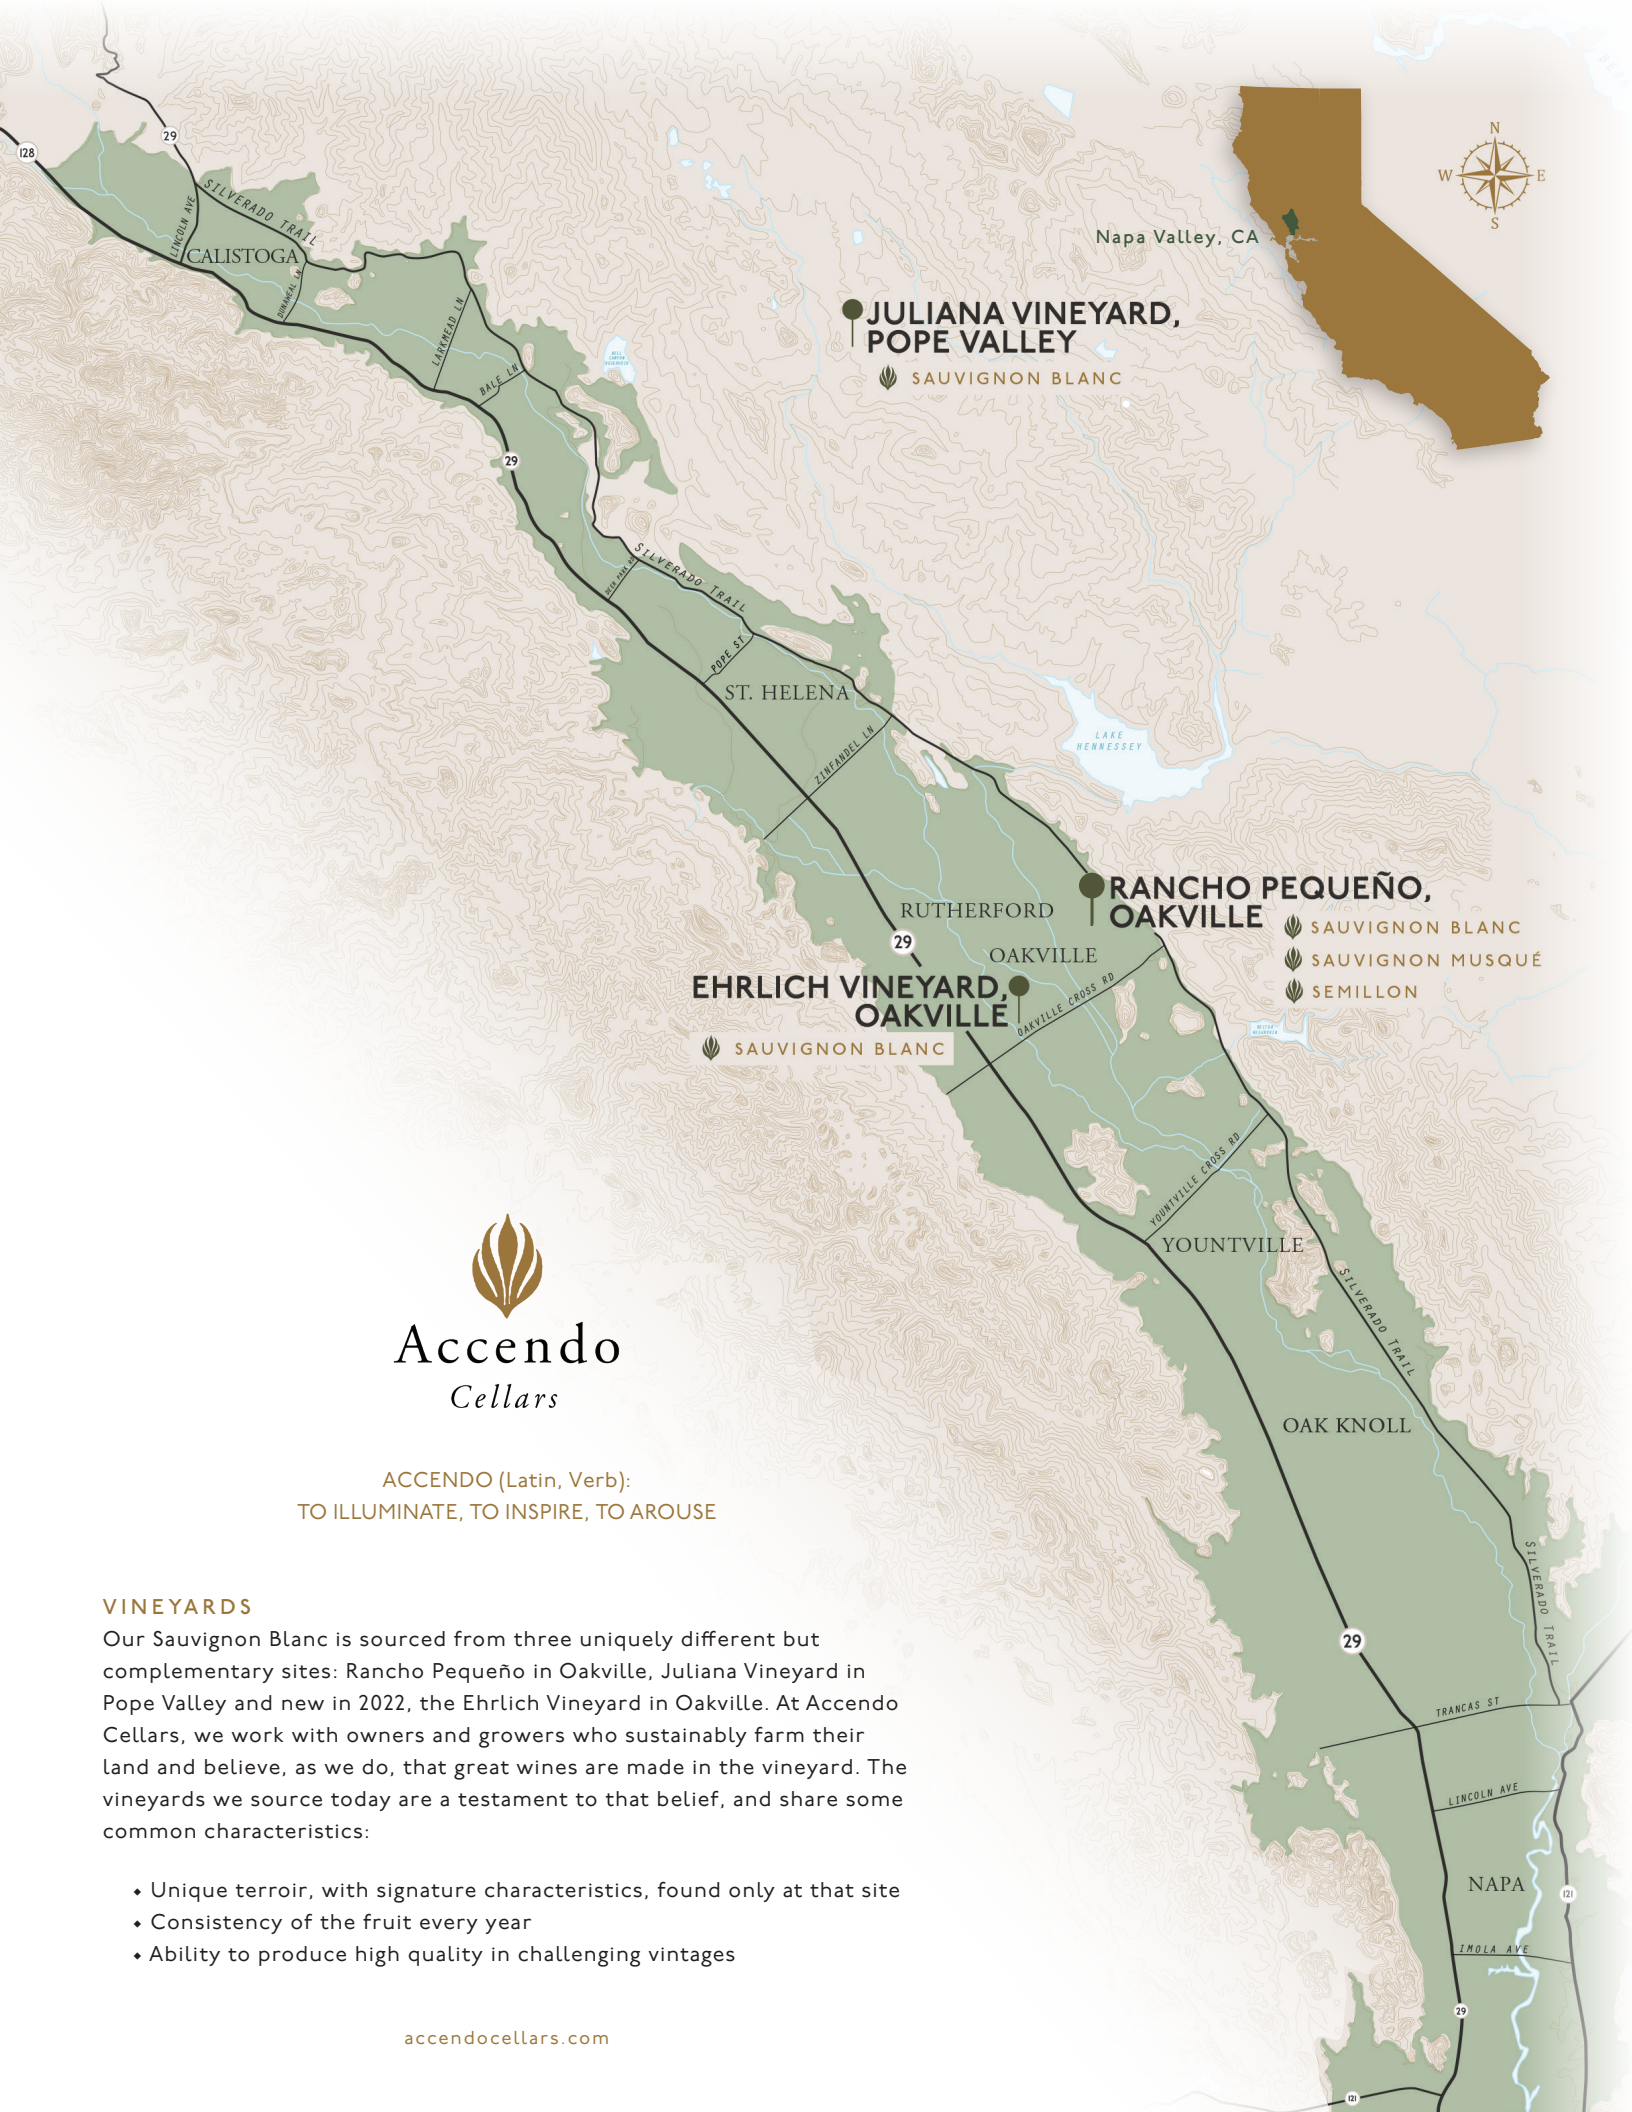 29
128
SILVERADO TRAIL
LINCOLN AVE
CALISTOGA
DUNAWEAL LN
LARKMEAD LN
BALE LN
BELL
CANYON
RESERVOIR
29
N
W
E
S
Napa Valley, CA
JULIANA VINEYARD,
POPE VALLEY
SAUVIGNON BLANC
SILVERADO TRAIL
DEER PARK RD
POPE ST
ST. HELENA
ZINFANDEL LN
LAKE
HENNESSEY
RANCHO PEQUEÑO,
OAKVILLE
SAUVIGNON BLANC
SAUVIGNON MUSQUÉ
SEMILLON
RUTHERFORD
29
OAKVILLE
EHRLICH VINEYARD,
OAKVILLE
SAUVIGNON BLANC
OAKVILLE CROSS RD
YOUNTVILLE CROSS RD
YOUNTVILLE
SILVERADO TRAIL
OAK KNOLL
SILVERADO TRAIL
29
TRANCAS ST
LINCOLN AVE
NAPA
121
IMOLA AVE
29
121
Accendo
Cellars
ACCENDO (Latin, Verb):
TO ILLUMINATE, TO INSPIRE, TO AROUSE
VINEYARDS
Our Sauvignon Blanc is sourced from three uniquely different but
complementary sites: Rancho Pequeño in Oakville, Juliana Vineyard in
Pope Valley and new in 2022, the Ehrlich Vineyard in Oakville. At Accendo
Cellars, we work with owners and growers who sustainably farm their
land and believe, as we do, that great wines are made in the vineyard. The
vineyards we source today are a testament to that belief, and share some
common characteristics:
⬥ Unique terroir, with signature characteristics, found only at that site
⬥ Consistency of the fruit every year
⬥ Ability to produce high quality in challenging vintages
accendocellars.com